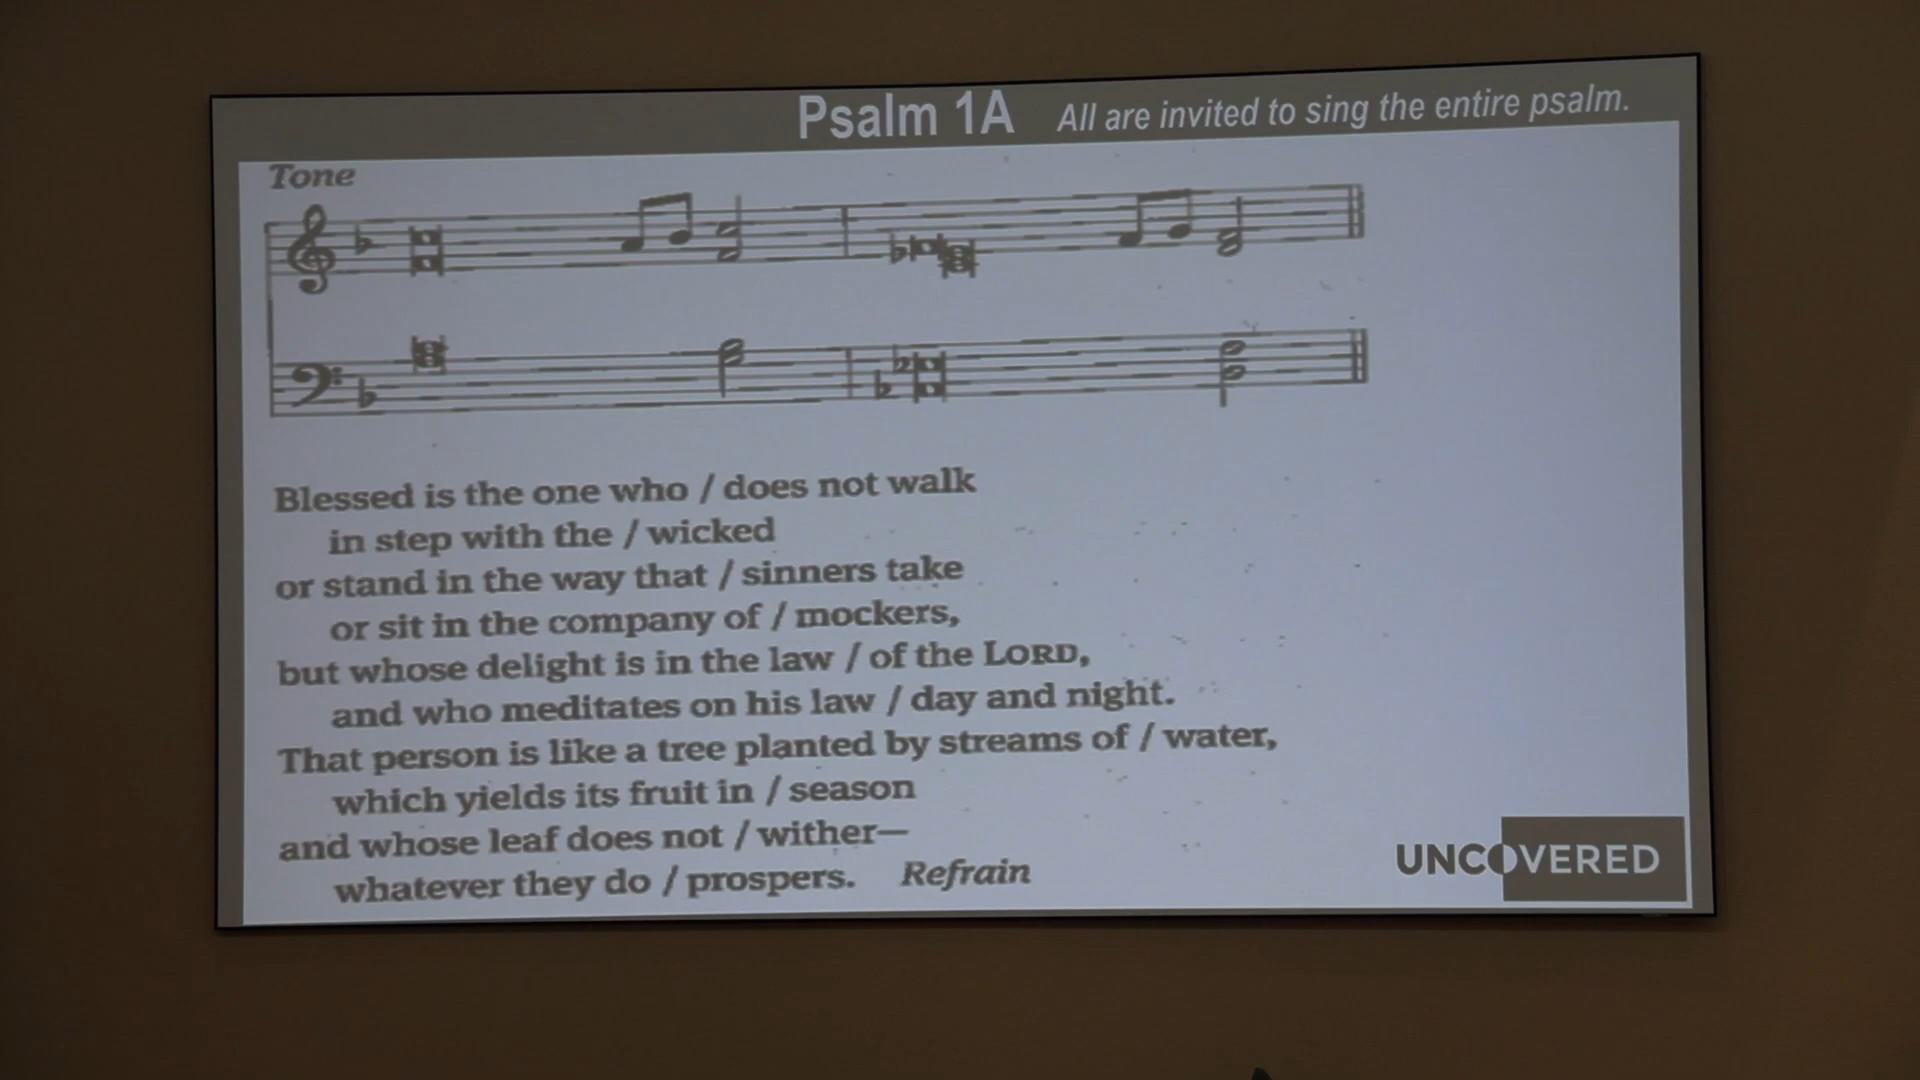 Psalm 1A All are invited to sing the entire psalm.
Tone
Blessed is the one who / does not walk
in step with the / wicked
or stand in the way that / sinners take
or sit in the company of / mockers,
but whose delight is in the law / of the LORD,
and who meditates on his law / day and night.
That person is like a tree planted by streams of / water,
which yields its fruit in / season
and whose leaf does not / wither—
whatever they do / prospers. Refrain
UNCOVERED